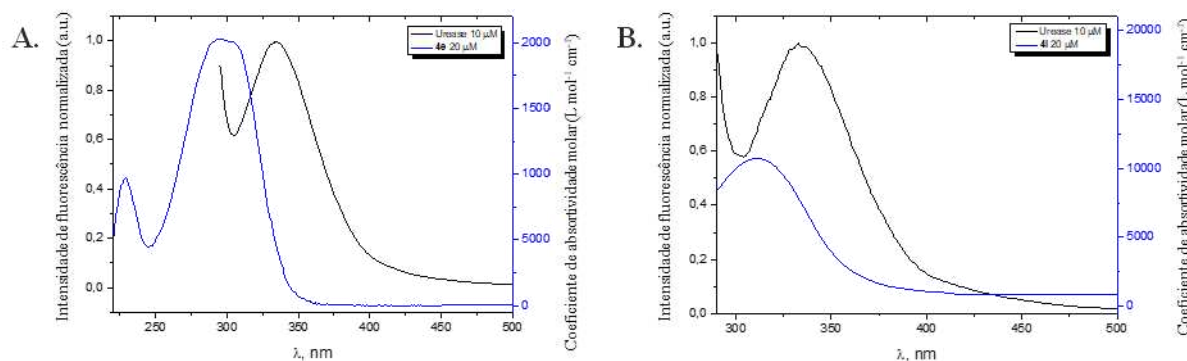 A.
Intensidade de fluorescência normalizada (a.u.)
1,0
0,8
0,6
0,4
0,2
0,0
Urease 10 µM
4e 20 µM
2000
1500
1000
500
0
Coeficiente de absortividade molar (L mol⁻¹ cm⁻¹)
250 300 350 400 450 500
λ, nm
B.
Intensidade de fluorescência normalizada (a.u.)
1,0
0,8
0,6
0,4
0,2
0,0
Urease 10 µM
20 µM
20000
15000
10000
5000
0
Coeficiente de absortividade molar (L mol⁻¹ cm⁻¹)
300 350 400 450 500
λ, nm